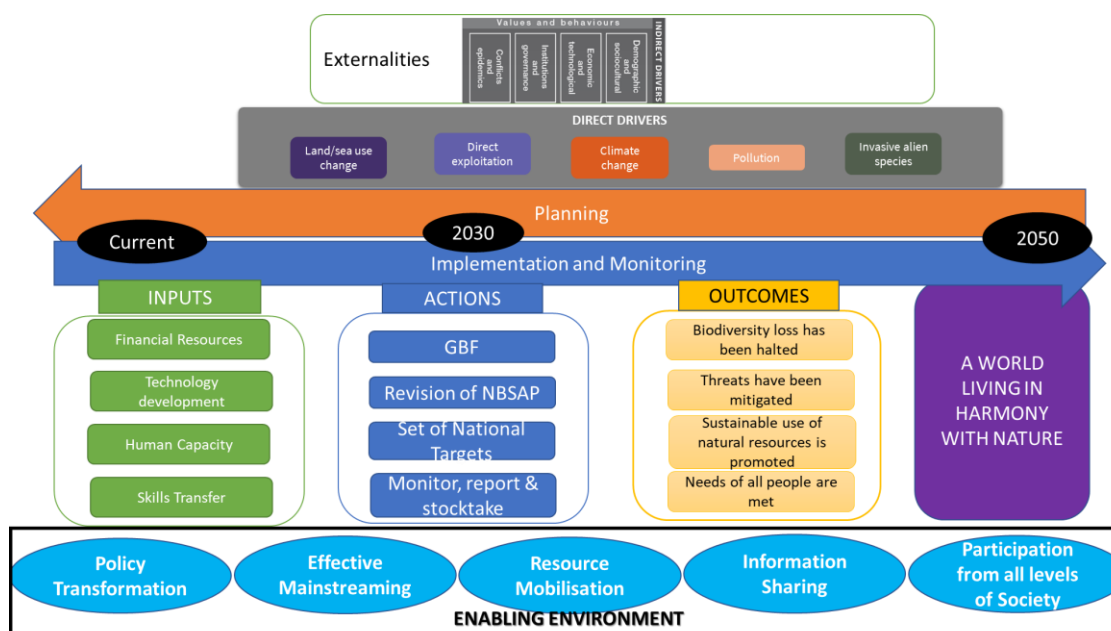 Externalities
Values and behaviours
Conflicts
and
epidemics
Institutions
and
governance
Economic
and
technological
Demographic
and
sociocultural
INDIRECT DRIVERS
DIRECT DRIVERS
Land/sea use
change
Direct
exploitation
Climate
change
Pollution
Invasive alien
species
Planning
Current
2030
2050
Implementation and Monitoring
INPUTS
Financial Resources
Technology
development
Human Capacity
Skills Transfer
ACTIONS
GBF
Revision of NBSAP
Set of National
Targets
Monitor, report &
stocktake
OUTCOMES
Biodiversity loss has
been halted
Threats have been
mitigated
Sustainable use of
natural resources is
promoted
Needs of all people are
met
A WORLD
LIVING IN
HARMONY
WITH NATURE
Policy
Transformation
Effective
Mainstreaming
Resource
Mobilisation
Information
Sharing
Participation
from all levels
of Society
ENABLING ENVIRONMENT